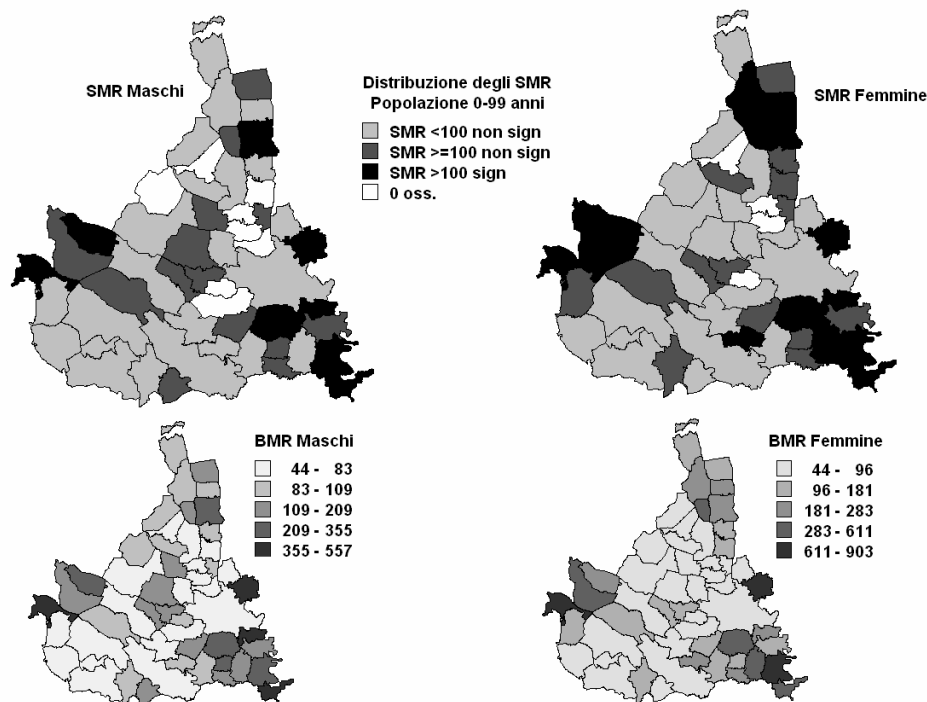 SMR Maschi
Distribuzione degli SMR
Popolazione 0-99 anni
SMR <100 non sign
SMR >=100 non sign
SMR >100 sign
0 oss.
SMR Femmine
BMR Maschi
44 - 83
83 - 109
109 - 209
209 - 355
355 - 557
BMR Femmine
44 - 96
96 - 181
181 - 283
283 - 611
611 - 903